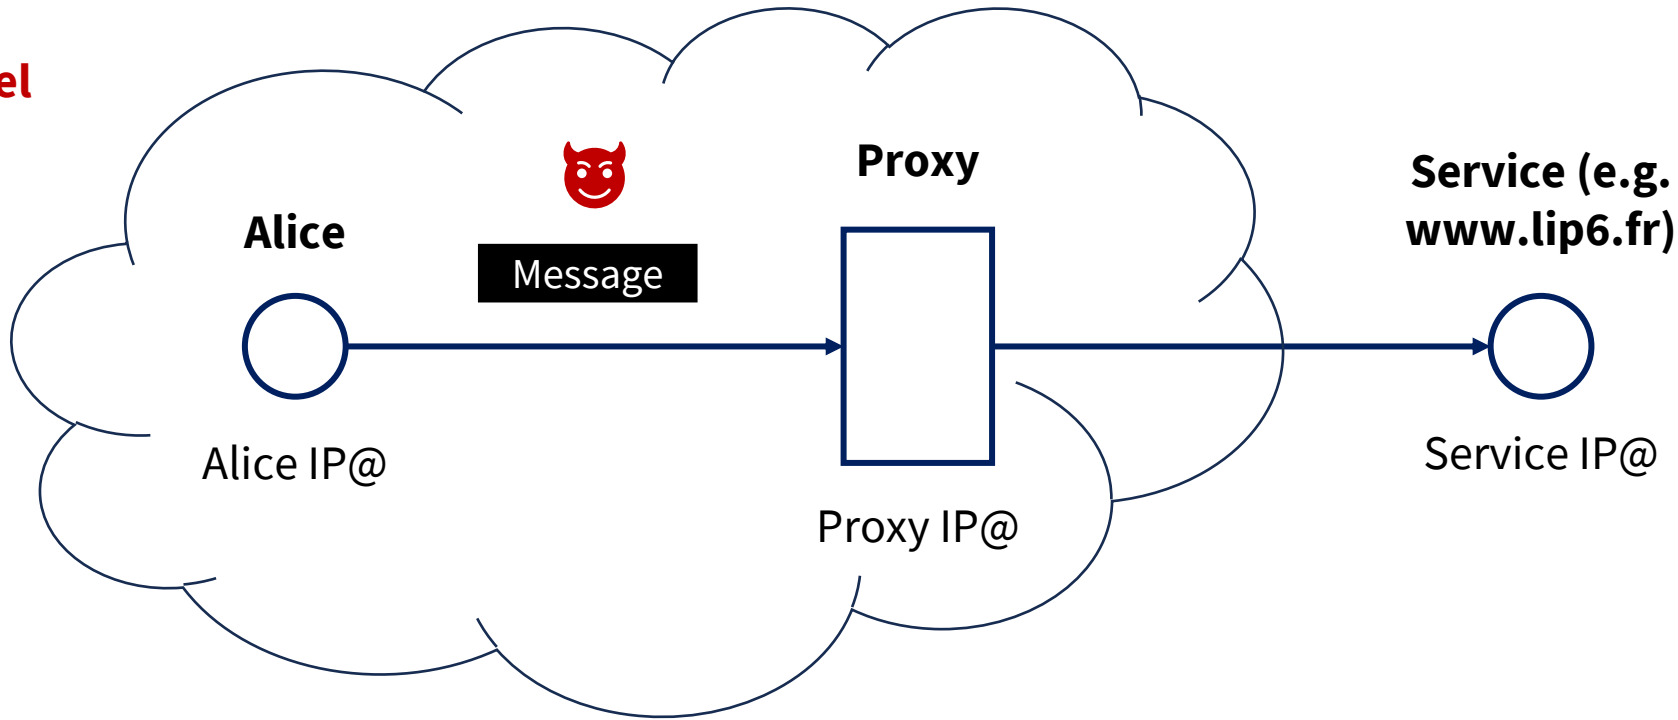 el
Proxy
Service (e.g.
www.lip6.fr)
Alice
Message
Alice IP@
Service IP@
Proxy IP@